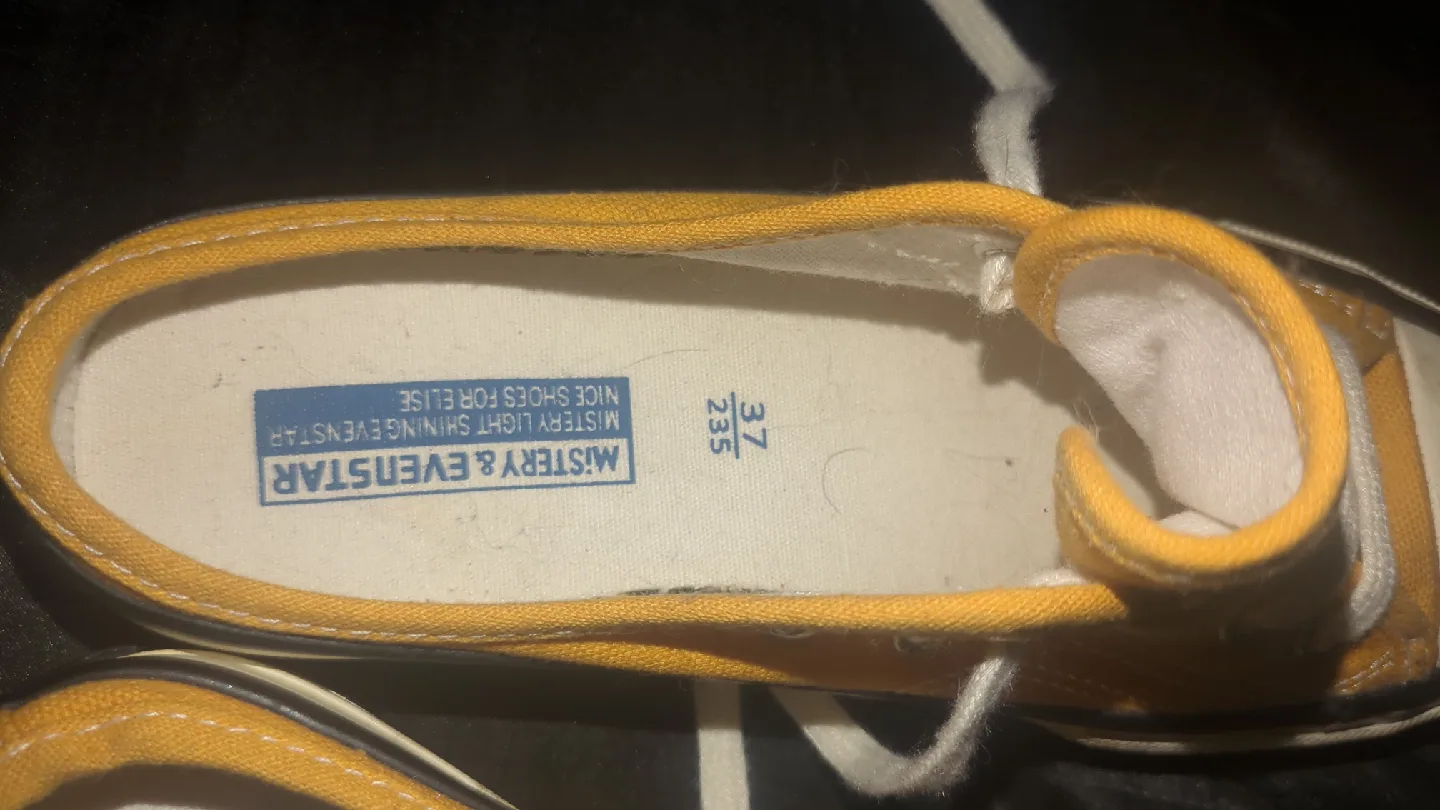 MiSTERY & EVENSTAR
MISTERY LIGHT SHINING EVENSTAR
NICE SHOES FOR ELISE
37
235